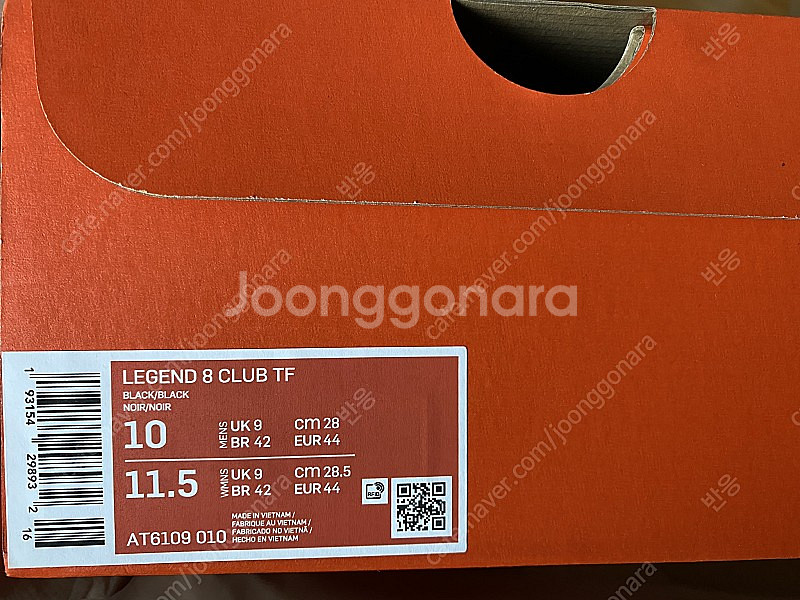 Joonggonara
LEGEND 8 CLUB TF
BLACK/BLACK
NOIR/NOIR
10 MENS UK 9 CM 28
BR 42 EUR 44
11.5 WMNS UK 9 CM 28.5
BR 42 EUR 44
RFID
MADE IN VIETNAM /
FABRIQUE AU VIETNAM /
FABRICADO NO VIETNÃ /
HECHO EN VIETNAM
AT6109 010
1 93154 29893 2 16
cafe.naver.com/joonggonara
반웅